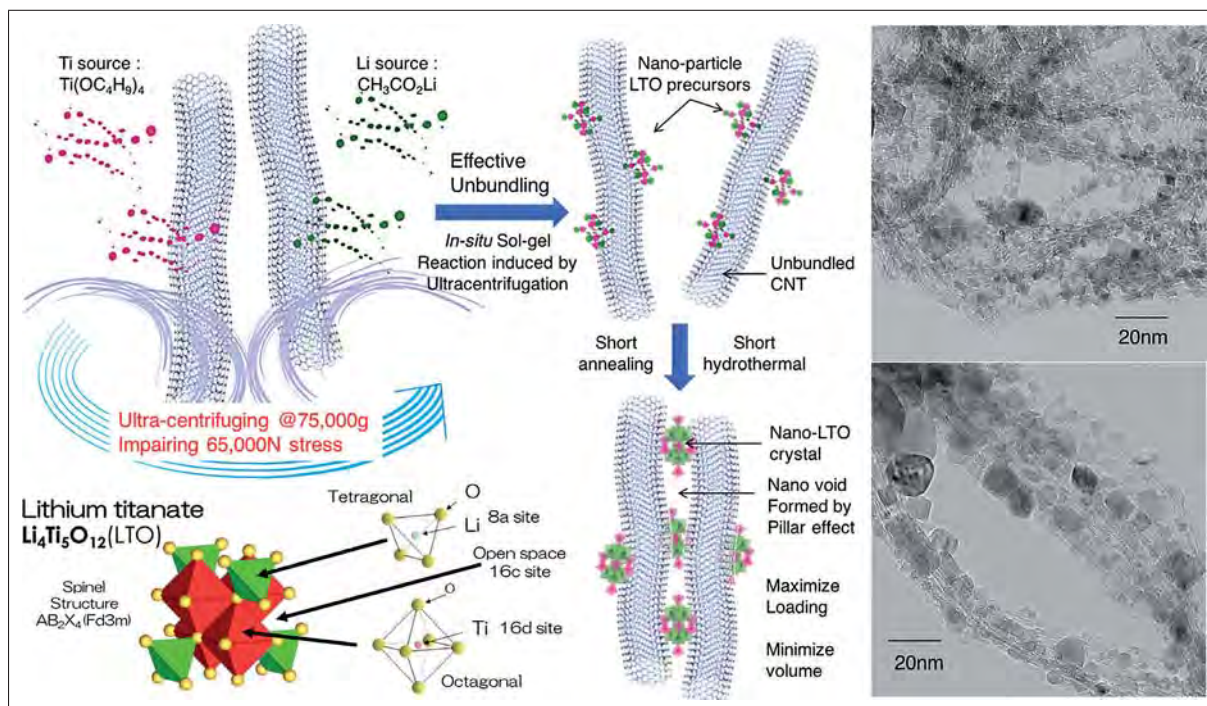 Ti source :
Ti(OC₄H₉)₄
Li source :
CH₃CO₂Li
Effective
Unbundling
In-situ Sol-gel
Reaction induced by
Ultracentrifugation
Nano-particle
LTO precursors
Unbundled
CNT
20nm
Ultra-centrifuging @75,000g
Impairing 65,000N stress
Short
annealing
Short
hydrothermal
Nano-LTO
crystal
Nano void
Formed by
Pillar effect
Maximize
Loading
Minimize
volume
20nm
Lithium titanate
Li₄Ti₅O₁₂(LTO)
Spinel
Structure
AB₂X₄(Fd3m)
Tetragonal
O
Li 8a site
Open space
16c site
O
Ti 16d site
Octagonal